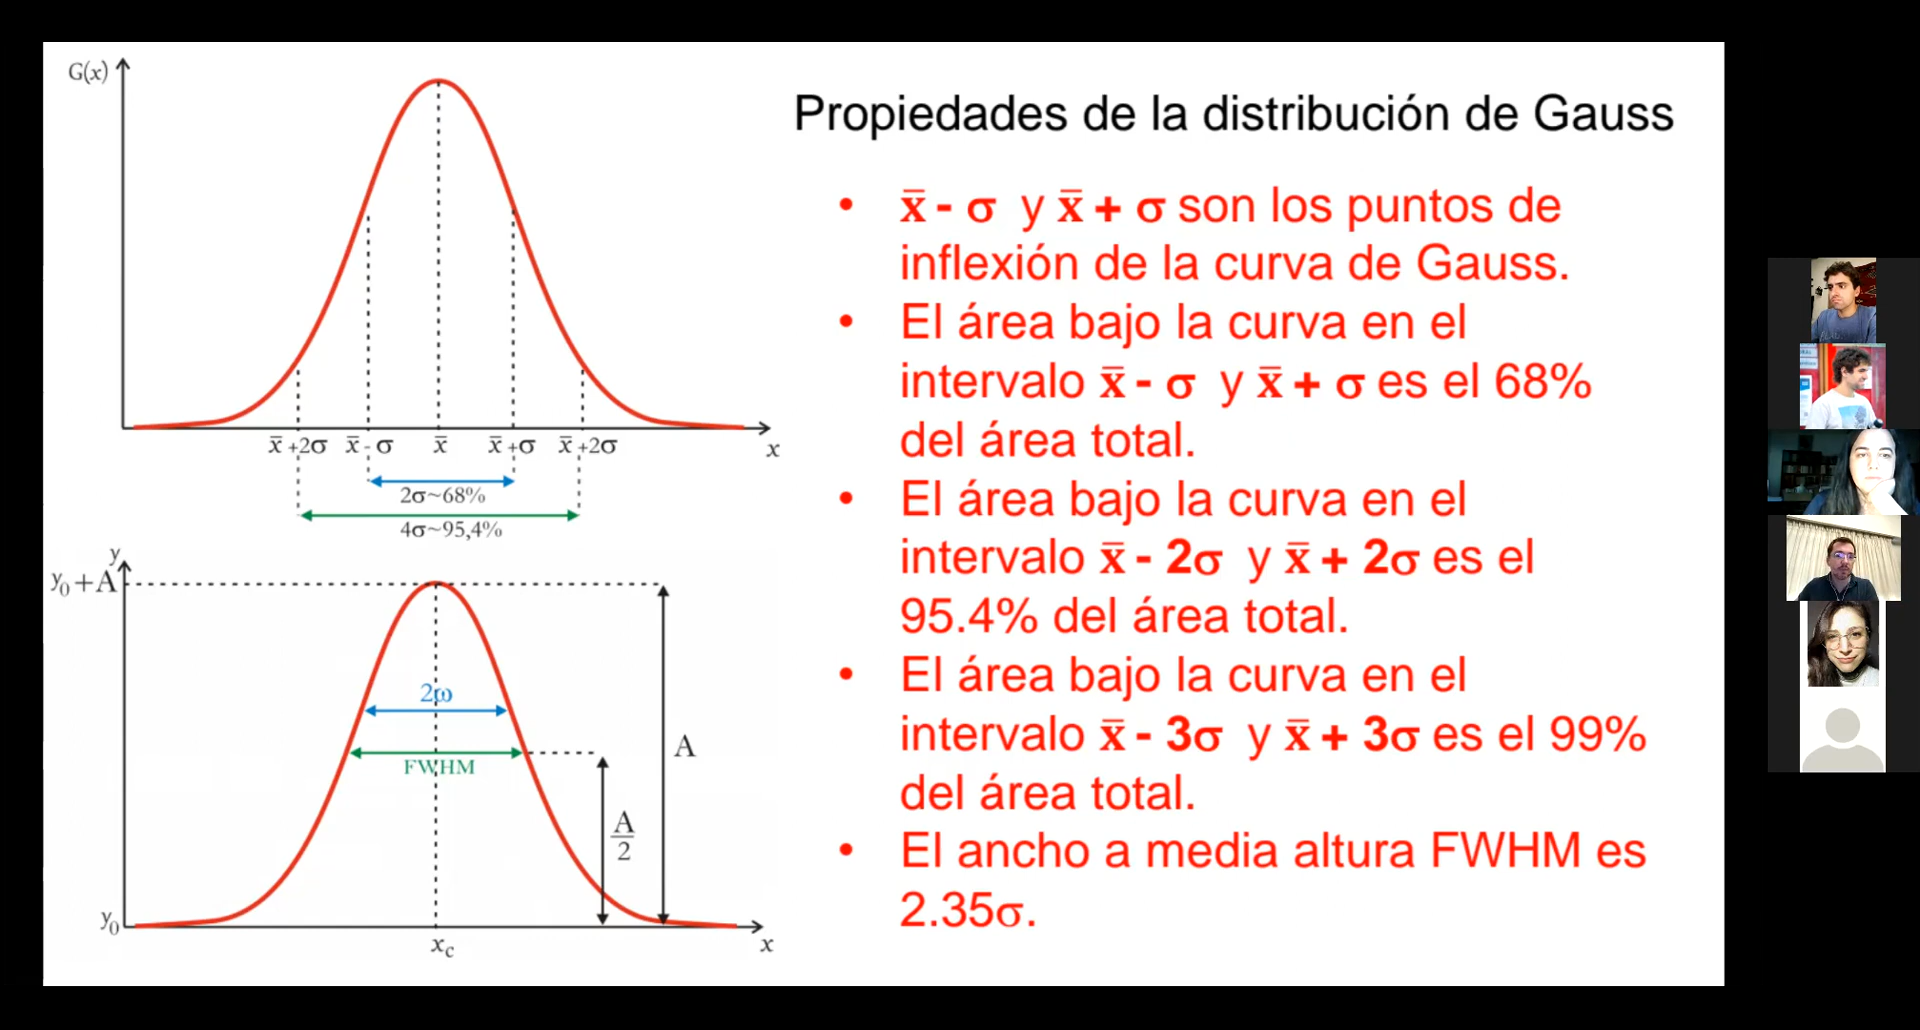 G(x)
x̄+2σ x̄-σ x̄ x̄+σ x̄+2σ
x
2σ~68%
4σ~95,4%
y
y₀+A
2ω
FWHM
A
A
2
y₀
x_c
x
Propiedades de la distribución de Gauss
• x̄ - σ y x̄ + σ son los puntos de
inflexión de la curva de Gauss.
• El área bajo la curva en el
intervalo x̄ - σ y x̄ + σ es el 68%
del área total.
• El área bajo la curva en el
intervalo x̄ - 2σ y x̄ + 2σ es el
95.4% del área total.
• El área bajo la curva en el
intervalo x̄ - 3σ y x̄ + 3σ es el 99%
del área total.
• El ancho a media altura FWHM es
2.35σ.